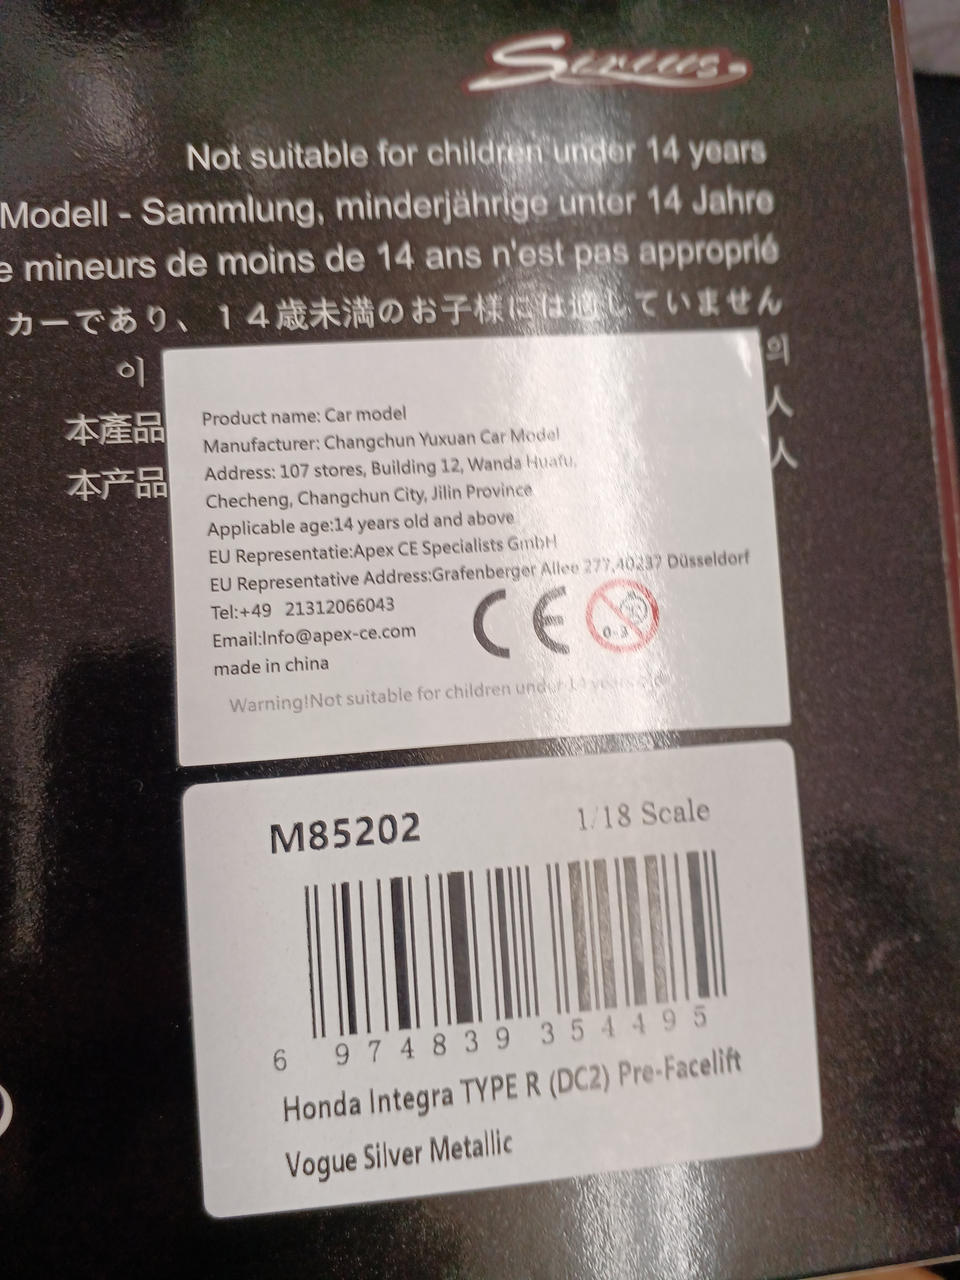 Sirius
Not suitable for children under 14 years
Modell - Sammlung, minderjährige unter 14 Jahre
e mineurs de moins de 14 ans n'est pas approprié
カーであり、１４歳未満のお子様には適していません
이 의
本產品 人
本产品 人
Product name: Car model
Manufacturer: Changchun Yuxuan Car Model
Address: 107 stores, Building 12, Wanda Huafu,
Checheng, Changchun City, Jilin Province
Applicable age:14 years old and above
EU Representatie:Apex CE Specialists GmbH
EU Representative Address:Grafenberger Allee 277,40237 Düsseldorf
Tel:+49 21312066043
Email:Info@apex-ce.com
CE 0-3
made in china
Warning!Not suitable for children under 14 years old
M85202 1/18 Scale
6 974839 354495
Honda Integra TYPE R (DC2) Pre-Facelift
Vogue Silver Metallic